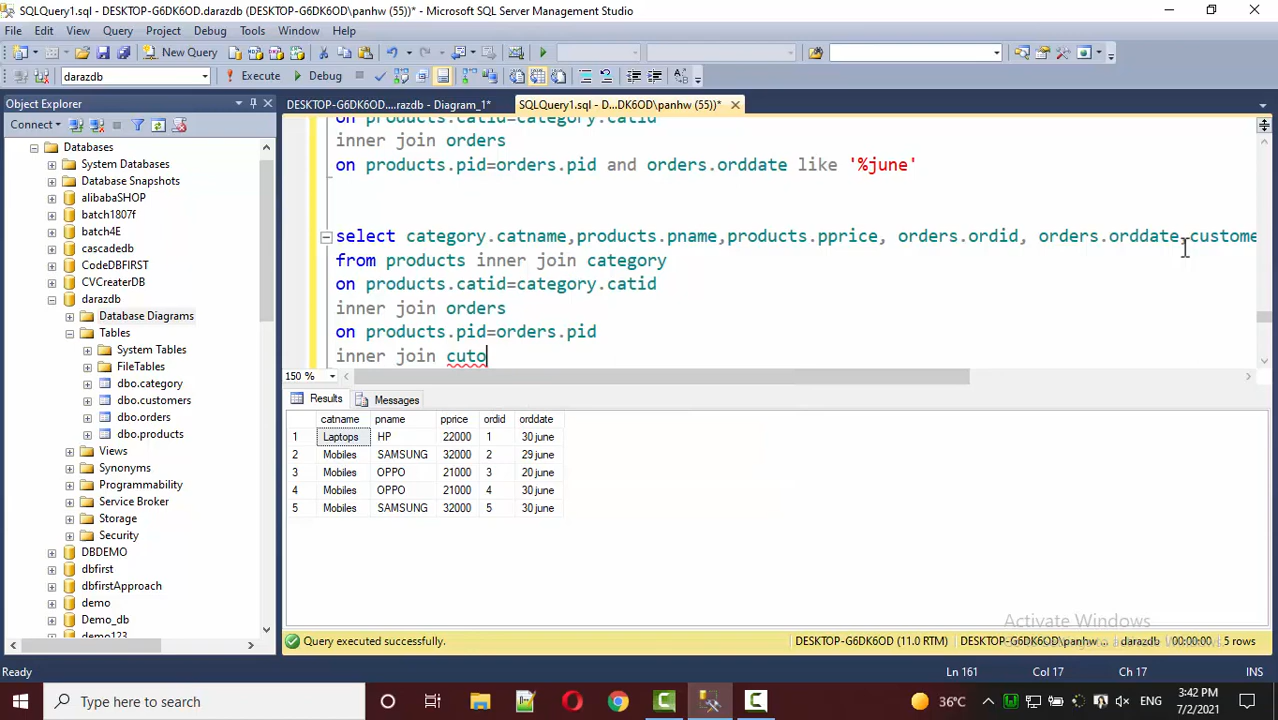 SQLQuery1.sql - DESKTOP-G6DK6OD.darazdb (DESKTOP-G6DK6OD\panhw (55))* - Microsoft SQL Server Management Studio
File Edit View Query Project Debug Tools Window Help
New Query
darazdb Execute Debug
Object Explorer
DESKTOP-G6DK6OD....razdb - Diagram_1* SQLQuery1.sql - D...DK6OD\panhw (55))*
Connect
Databases
System Databases
Database Snapshots
alibabaSHOP
batch1807f
batch4E
cascadedb
CodeDBFIRST
CVCreaterDB
darazdb
Database Diagrams
Tables
System Tables
FileTables
dbo.category
dbo.customers
dbo.orders
dbo.products
Views
Synonyms
Programmability
Service Broker
Storage
Security
DBDEMO
dbfirst
dbfirstApproach
demo
Demo_db
demo123
on products.catid=category.catid
inner join orders
on products.pid=orders.pid and orders.orddate like '%june'
select category.catname,products.pname,products.pprice, orders.ordid, orders.orddate,custome
from products inner join category
on products.catid=category.catid
inner join orders
on products.pid=orders.pid
inner join cuto
150 %
Results Messages
catname pname pprice ordid orddate
1 Laptops HP 22000 1 30 june
2 Mobiles SAMSUNG 32000 2 29 june
3 Mobiles OPPO 21000 3 20 june
4 Mobiles OPPO 21000 4 30 june
5 Mobiles SAMSUNG 32000 5 30 june
Activate Windows
Query executed successfully. DESKTOP-G6DK6OD (11.0 RTM) DESKTOP-G6DK6OD\panhw ... darazdb 00:00:00 5 rows
Ready Ln 161 Col 17 Ch 17 INS
Type here to search 36°C ENG 3:42 PM
7/2/2021